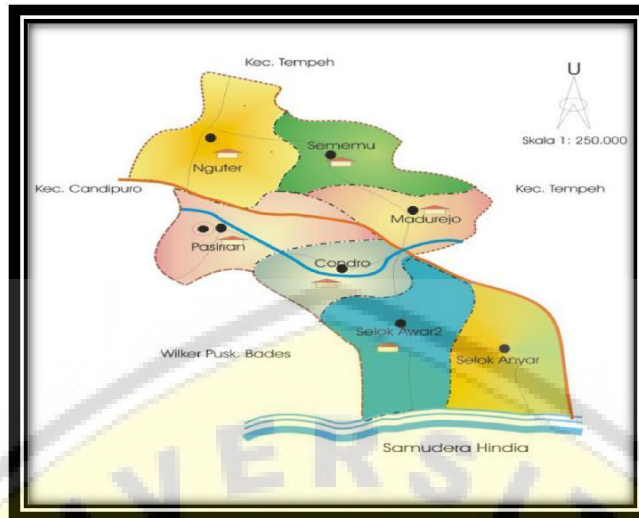 Kec. Tempeh
U
Skala 1: 250.000
Sememu
Nguter
Kec. Candipuro
Kec. Tempeh
Madurejo
Pasirian
Condro
Selok Awar2
Wilker Pusk. Bades
Selok Anyar
Samudera Hindia